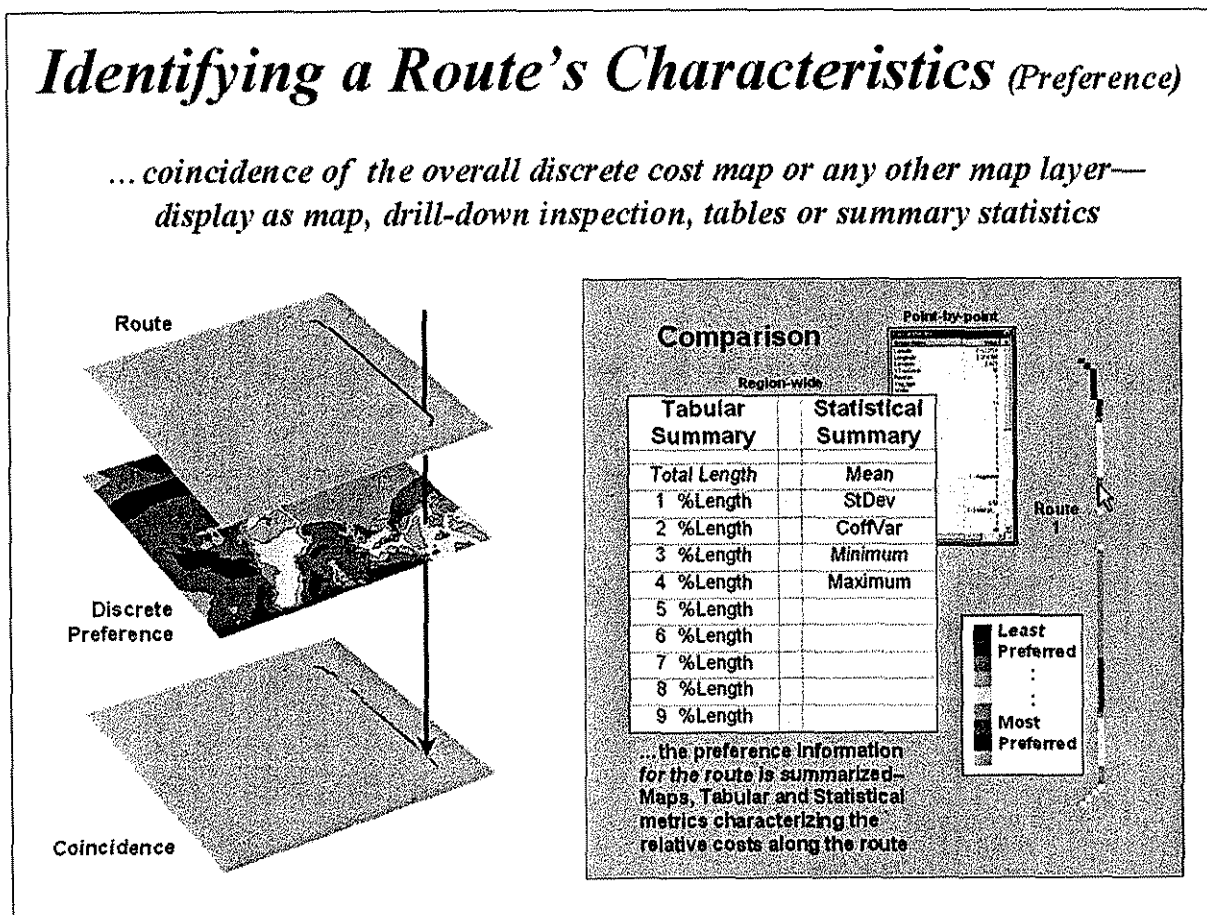 Identifying a Route's Characteristics (Preference)
...coincidence of the overall discrete cost map or any other map layer—
display as map, drill-down inspection, tables or summary statistics
Route
Discrete
Preference
Coincidence
Comparison
Point-by-point
Region-wide
Tabular Summary
Statistical Summary
Total Length
Mean
1 %Length
StDev
2 %Length
CoffVar
3 %Length
Minimum
4 %Length
Maximum
5 %Length
6 %Length
7 %Length
8 %Length
9 %Length
Route
1
Least
Preferred
:
:
Most
Preferred
...the preference information
for the route is summarized–
Maps, Tabular and Statistical
metrics characterizing the
relative costs along the route